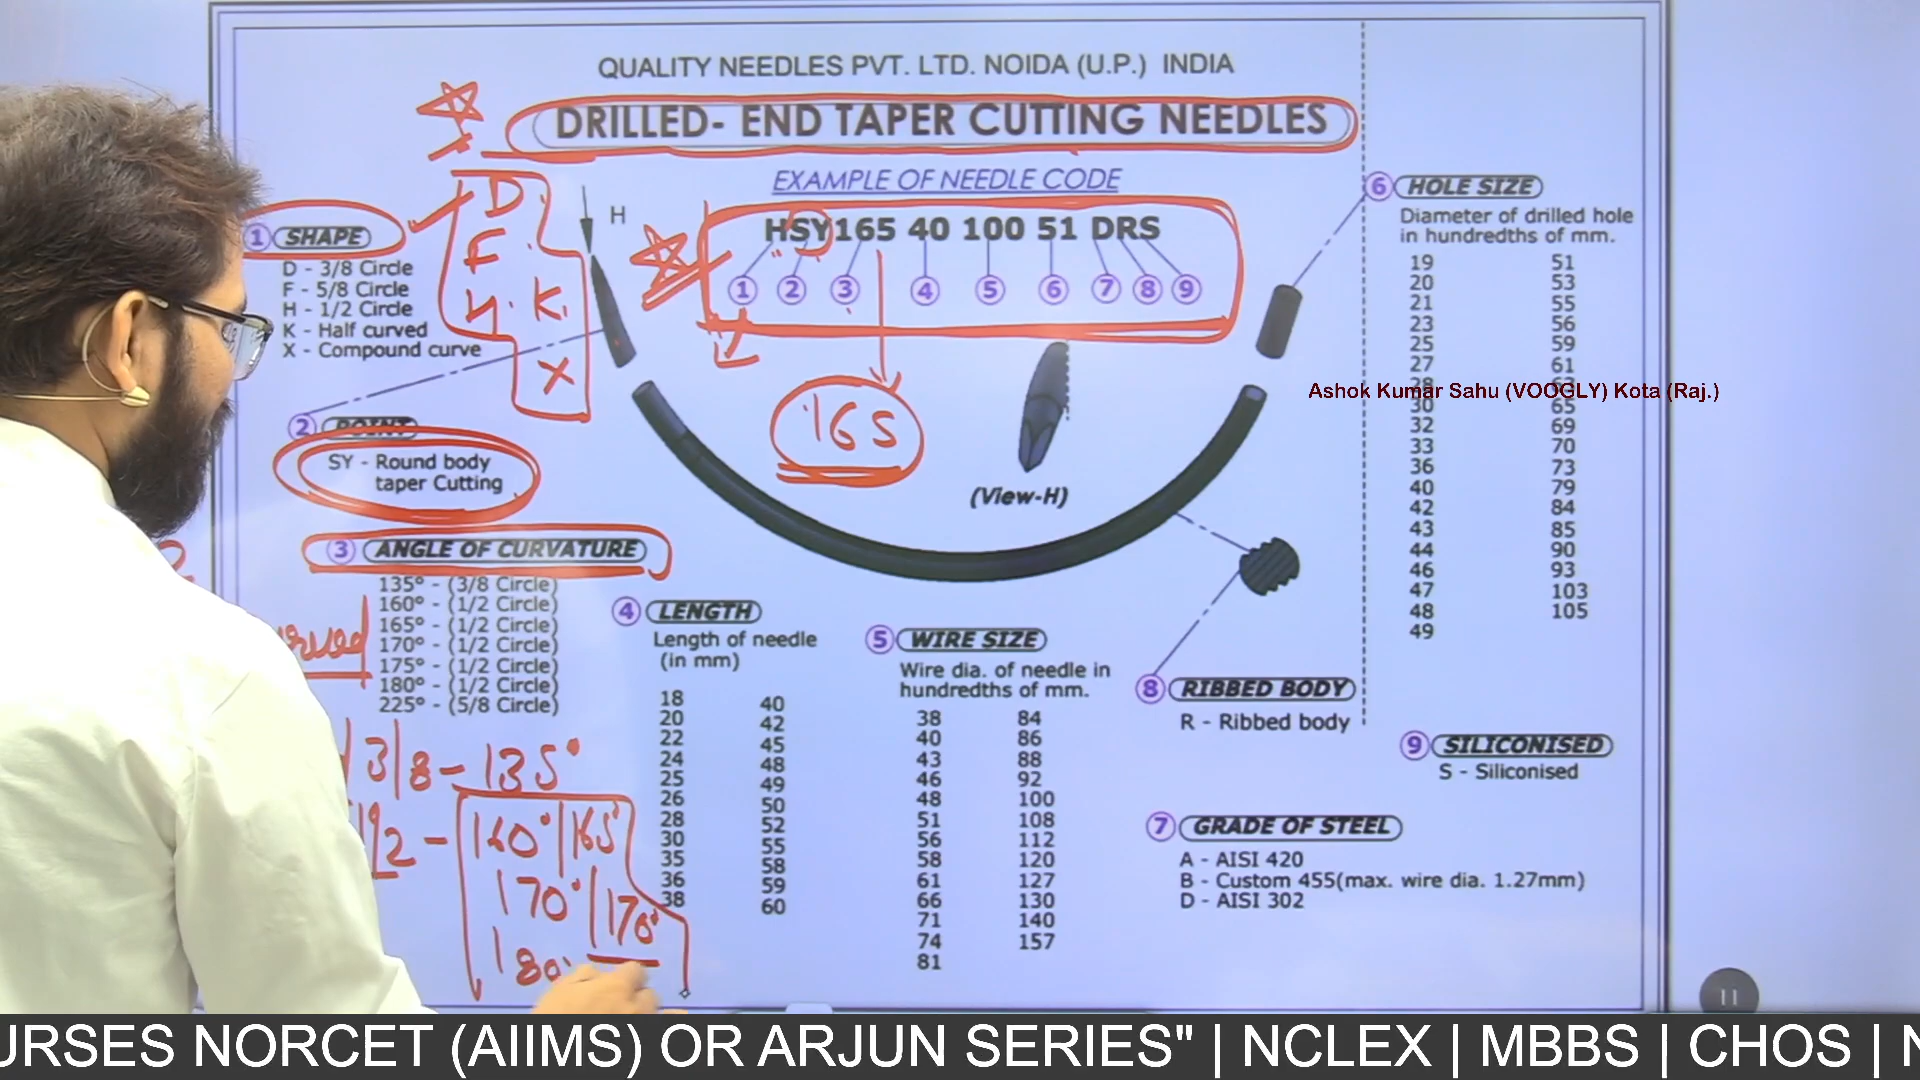 QUALITY NEEDLES PVT. LTD. NOIDA (U.P.) INDIA
DRILLED- END TAPER CUTTING NEEDLES
EXAMPLE OF NEEDLE CODE
HSY165 40 100 51 DRS
1 2 3 4 5 6 7 8 9
H
165
(View-H)
1 SHAPE
D - 3/8 Circle
F - 5/8 Circle
H - 1/2 Circle
K - Half curved
X - Compound curve
D
F
H. K.
X
2 POINT
SY - Round body
taper Cutting
3 ANGLE OF CURVATURE
135º - (3/8 Circle)
160º - (1/2 Circle)
165º - (1/2 Circle)
170º - (1/2 Circle)
175º - (1/2 Circle)
180º - (1/2 Circle)
225º - (5/8 Circle)
3/8 - 135°
1/2 - 160° | 165°
170° | 176°
180
4 LENGTH
Length of needle
(in mm)
18 40
20 42
22 45
24 48
25 49
26 50
28 52
30 55
35 58
36 59
38 60
5 WIRE SIZE
Wire dia. of needle in
hundredths of mm.
38 84
40 86
43 88
46 92
48 100
51 108
56 112
58 120
61 127
66 130
71 140
74 157
81
6 HOLE SIZE
Diameter of drilled hole
in hundredths of mm.
19 51
20 53
21 55
23 56
25 59
27 61
Ashok Kumar Sahu (VOOGLY) Kota (Raj.)
30 65
32 69
33 70
36 73
40 79
42 84
43 85
44 90
46 93
47 103
48 105
49
8 RIBBED BODY
R - Ribbed body
9 SILICONISED
S - Siliconised
7 GRADE OF STEEL
A - AISI 420
B - Custom 455(max. wire dia. 1.27mm)
D - AISI 302
11
URSES NORCET (AIIMS) OR ARJUN SERIES" | NCLEX | MBBS | CHOS | N